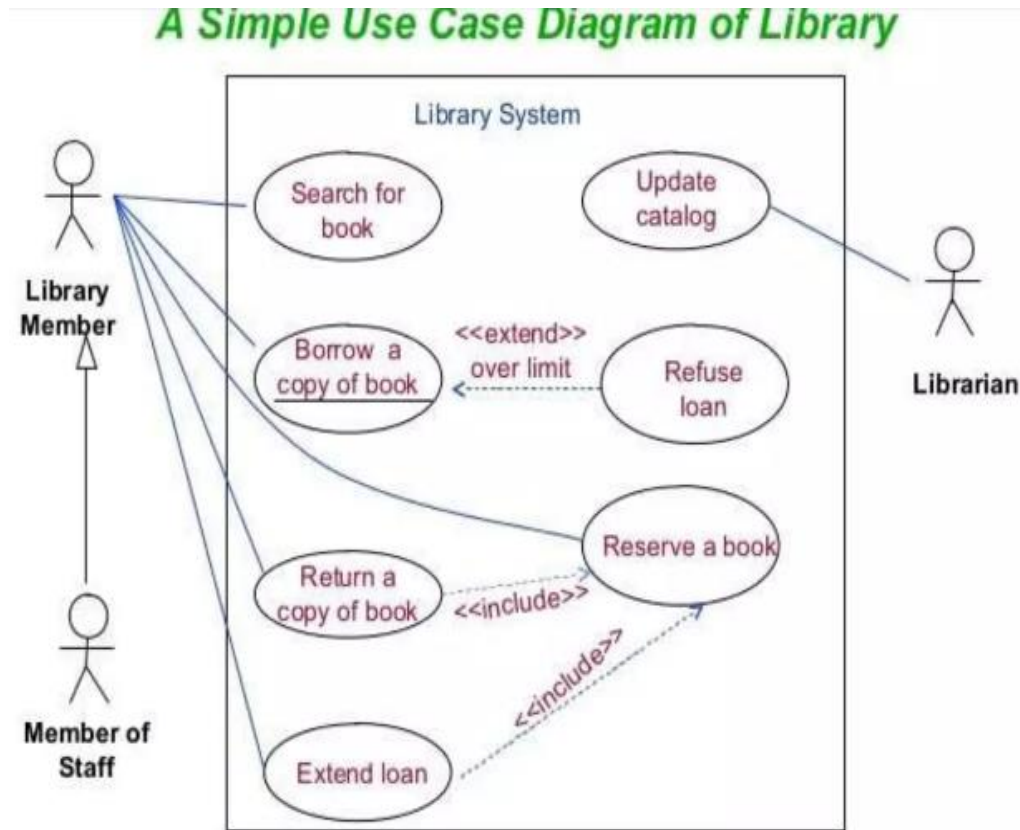 A Simple Use Case Diagram of Library
Library System
Search for
book
Update
catalog
Library
Member
Borrow a
copy of book
<<extend>>
over limit
Refuse
loan
Librarian
Reserve a book
Return a
copy of book
<<include>>
<<include>>
Member of
Staff
Extend loan